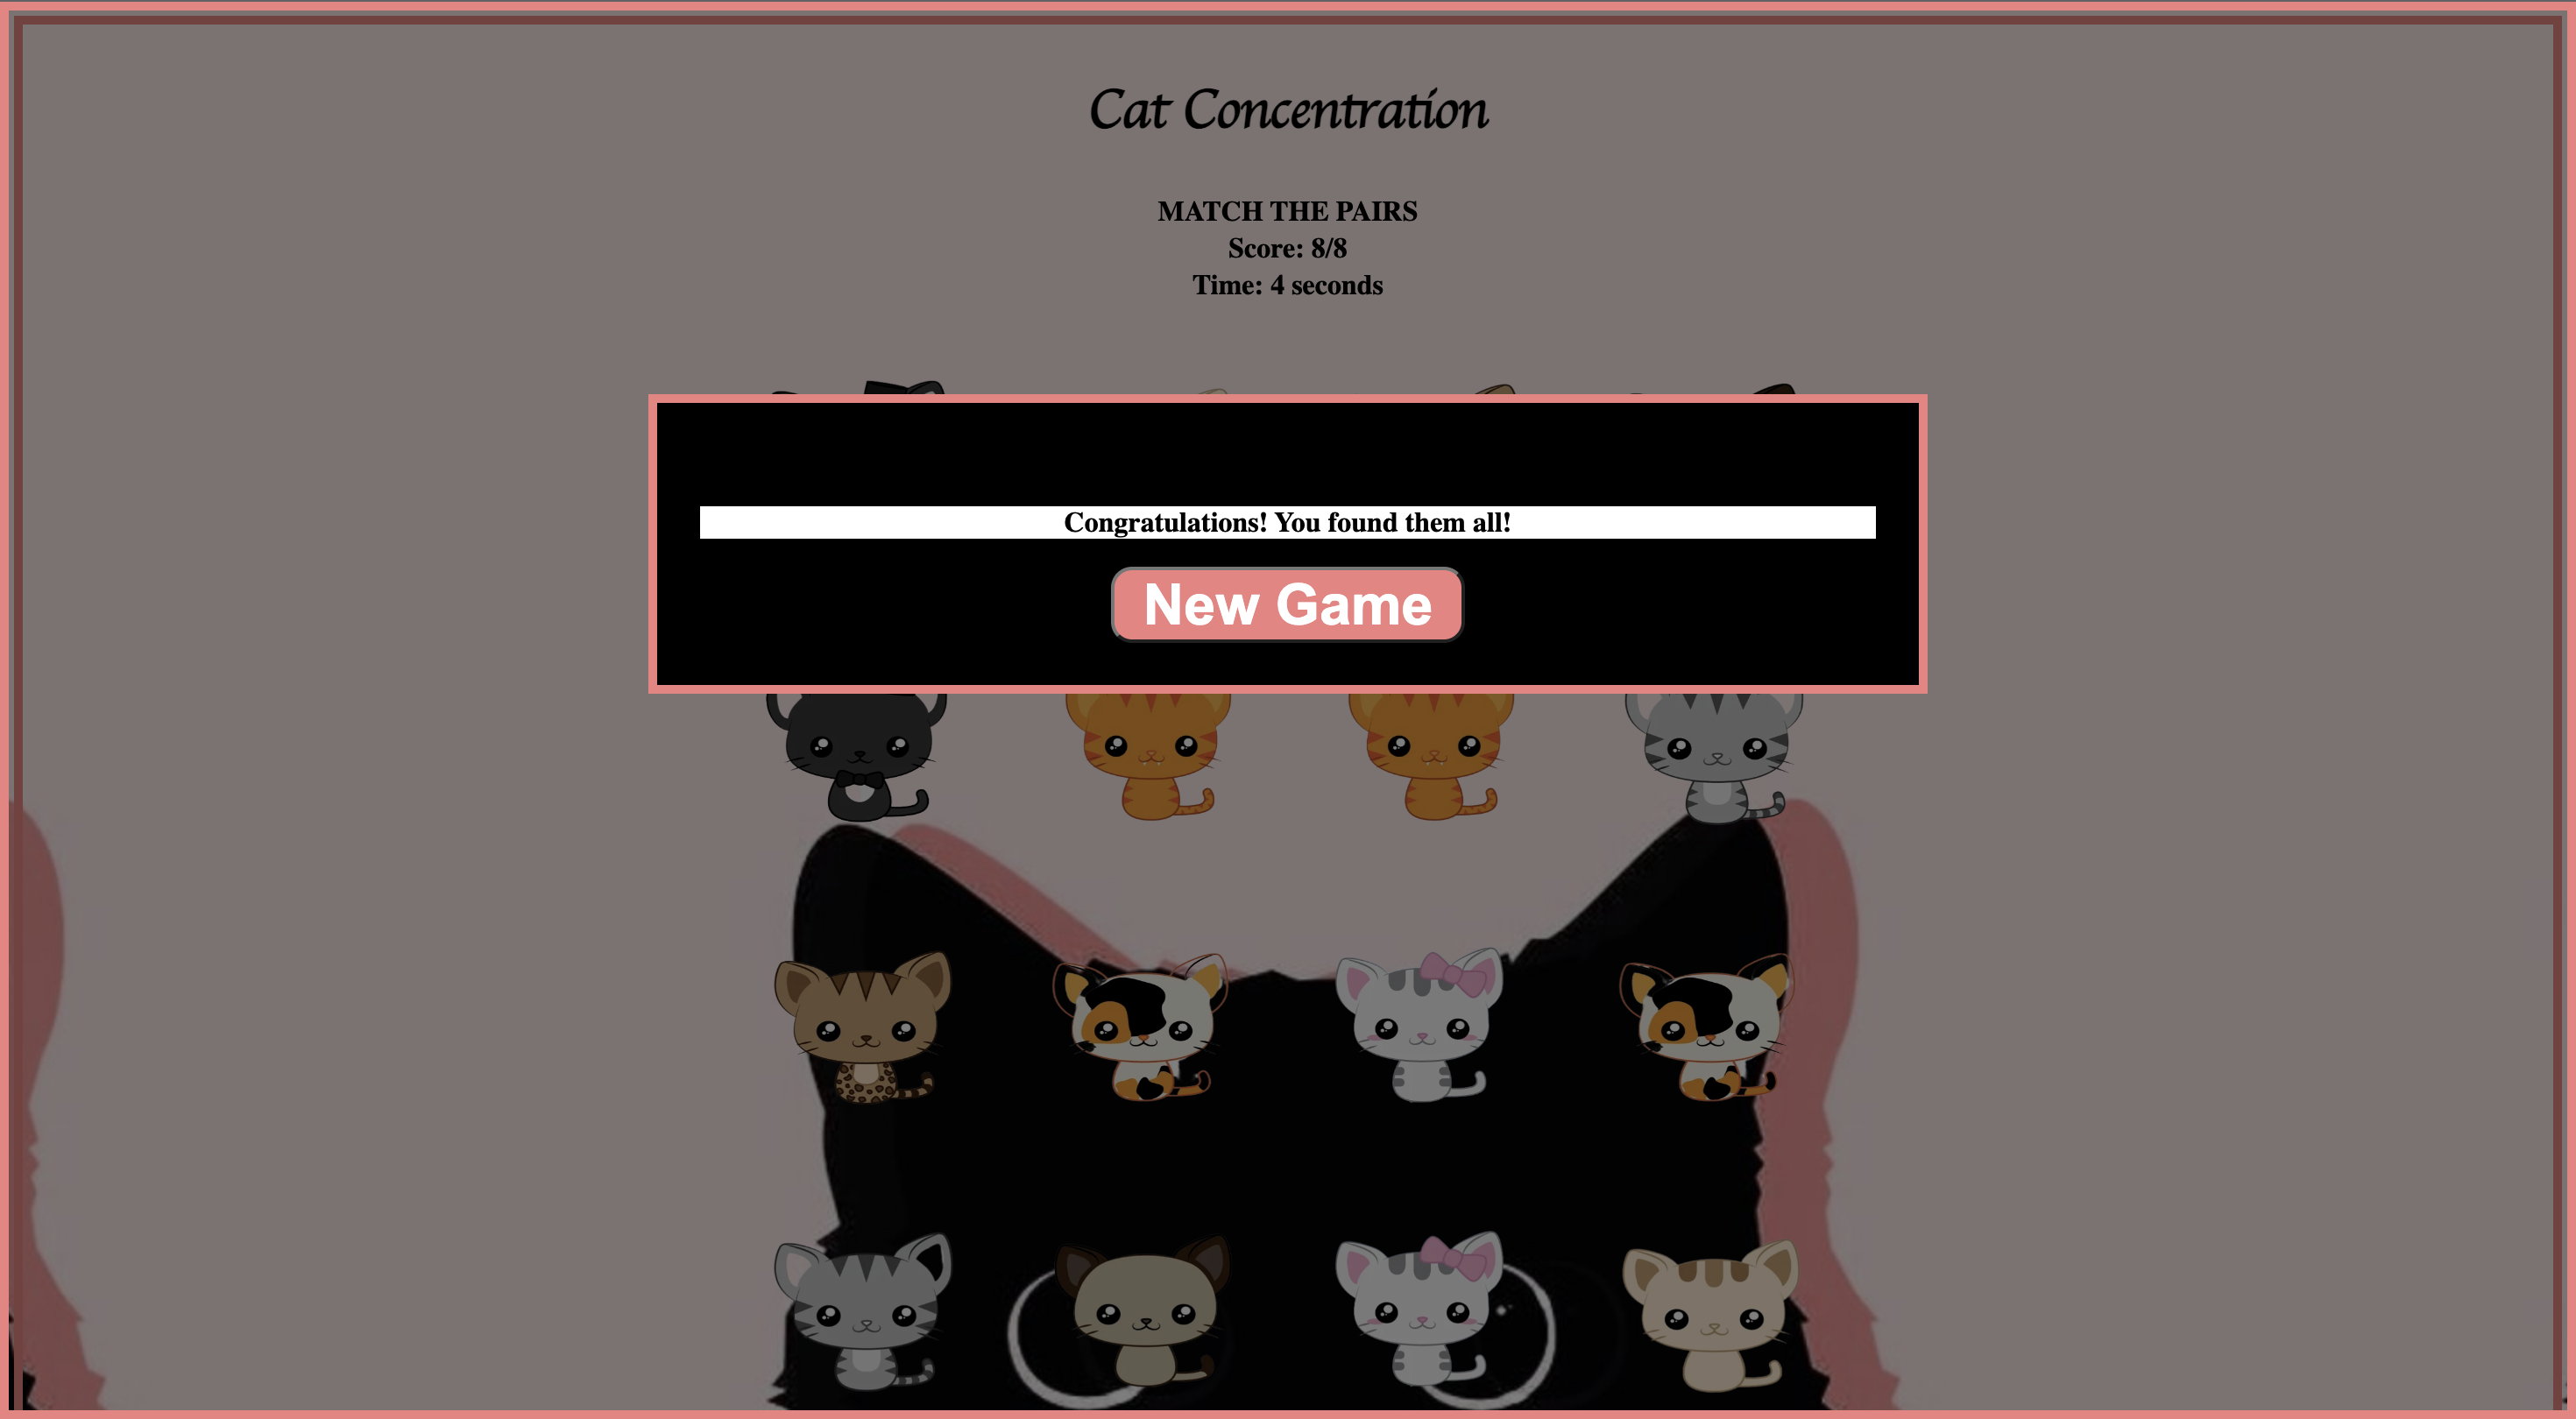 Cat Concentration
MATCH THE PAIRS
Score: 8/8
Time: 4 seconds
Congratulations! You found them all!
New Game